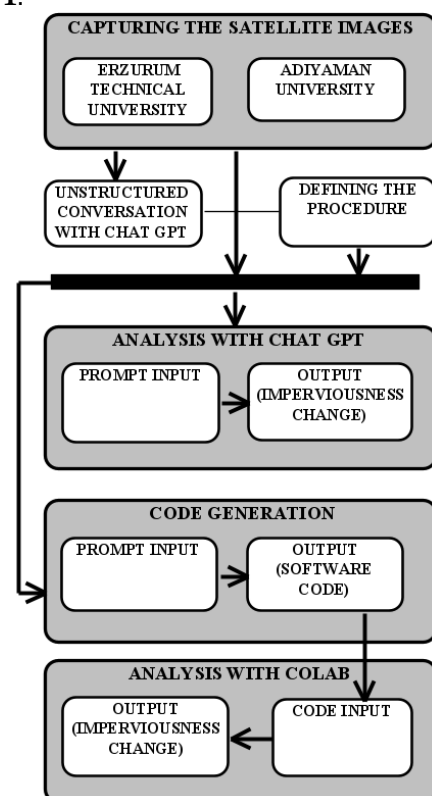 CAPTURING THE SATELLITE IMAGES
ERZURUM
TECHNICAL
UNIVERSITY
ADIYAMAN
UNIVERSITY
UNSTRUCTURED
CONVERSATION
WITH CHAT GPT
DEFINING THE
PROCEDURE
ANALYSIS WITH CHAT GPT
PROMPT INPUT
OUTPUT
(IMPERVIOUSNESS
CHANGE)
CODE GENERATION
PROMPT INPUT
OUTPUT
(SOFTWARE
CODE)
ANALYSIS WITH COLAB
OUTPUT
(IMPERVIOUSNESS
CHANGE)
CODE INPUT